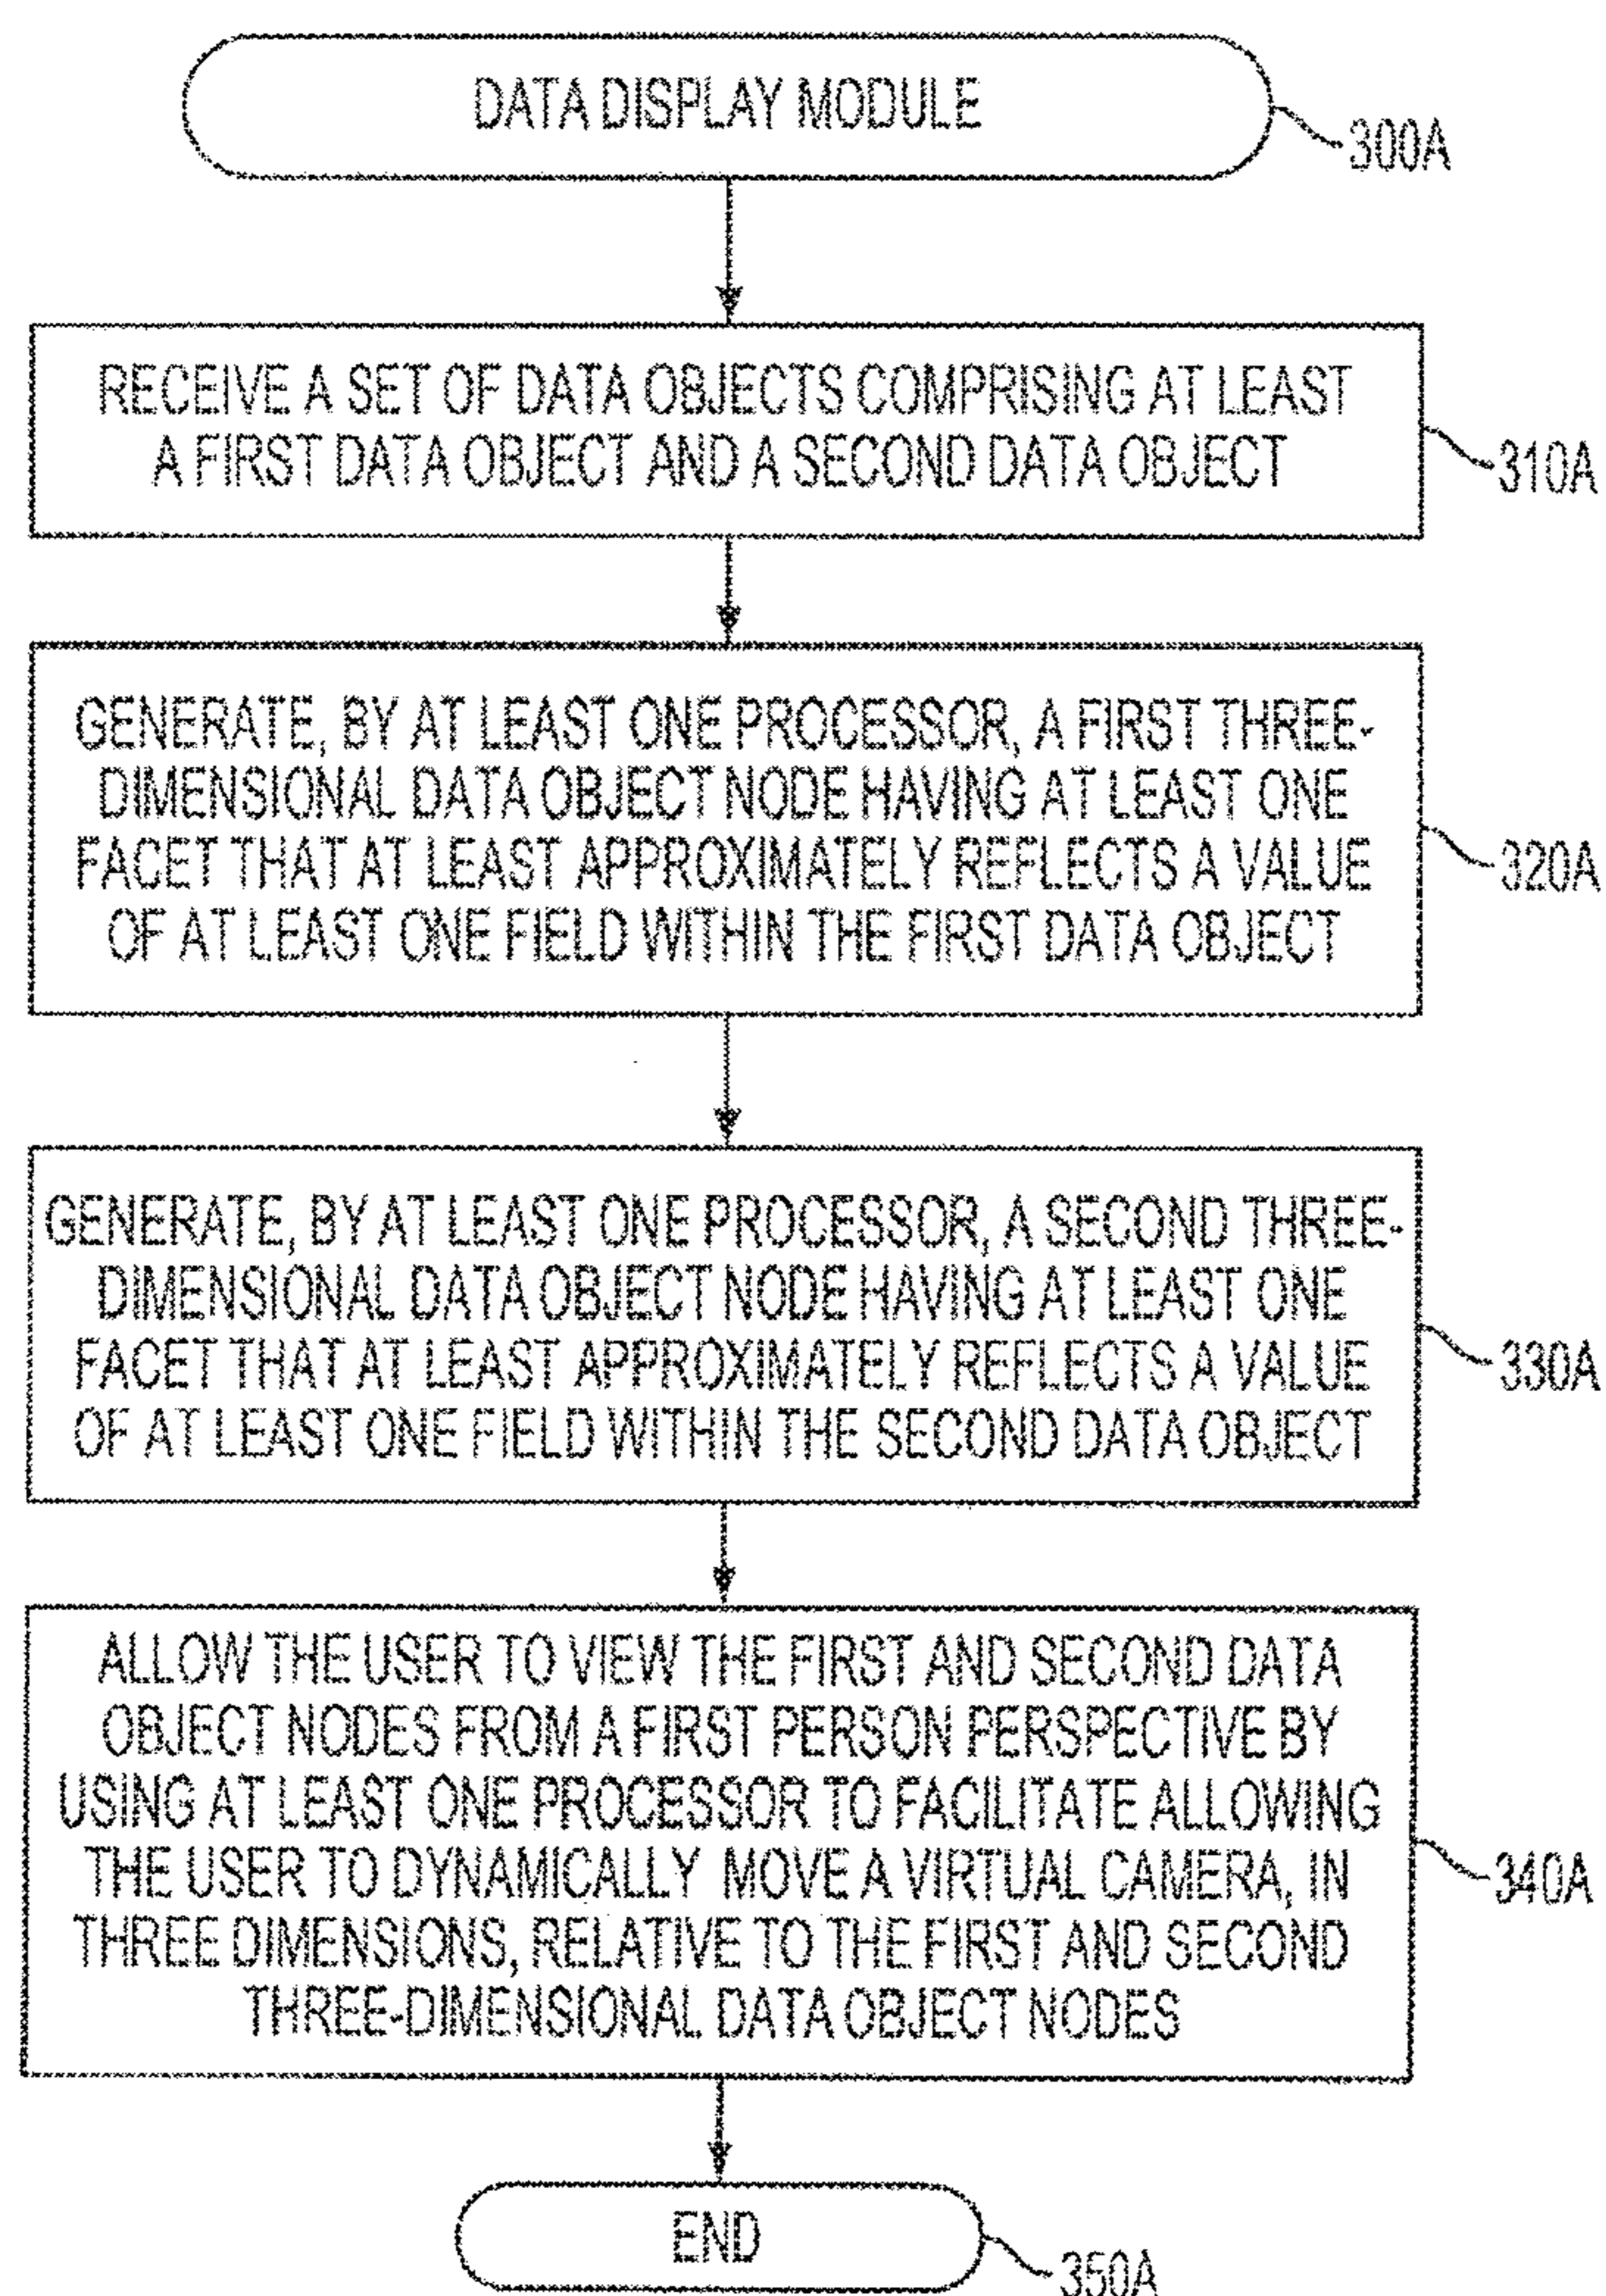 DATA DISPLAY MODULE
300A
RECEIVE A SET OF DATA OBJECTS COMPRISING AT LEAST
A FIRST DATA OBJECT AND A SECOND DATA OBJECT
310A
GENERATE, BY AT LEAST ONE PROCESSOR, A FIRST THREE-
DIMENSIONAL DATA OBJECT NODE HAVING AT LEAST ONE
FACET THAT AT LEAST APPROXIMATELY REFLECTS A VALUE
OF AT LEAST ONE FIELD WITHIN THE FIRST DATA OBJECT
320A
GENERATE, BY AT LEAST ONE PROCESSOR, A SECOND THREE-
DIMENSIONAL DATA OBJECT NODE HAVING AT LEAST ONE
FACET THAT AT LEAST APPROXIMATELY REFLECTS A VALUE
OF AT LEAST ONE FIELD WITHIN THE SECOND DATA OBJECT
330A
ALLOW THE USER TO VIEW THE FIRST AND SECOND DATA
OBJECT NODES FROM A FIRST PERSON PERSPECTIVE BY
USING AT LEAST ONE PROCESSOR TO FACILITATE ALLOWING
THE USER TO DYNAMICALLY MOVE A VIRTUAL CAMERA, IN
THREE DIMENSIONS, RELATIVE TO THE FIRST AND SECOND
THREE-DIMENSIONAL DATA OBJECT NODES
340A
END
350A